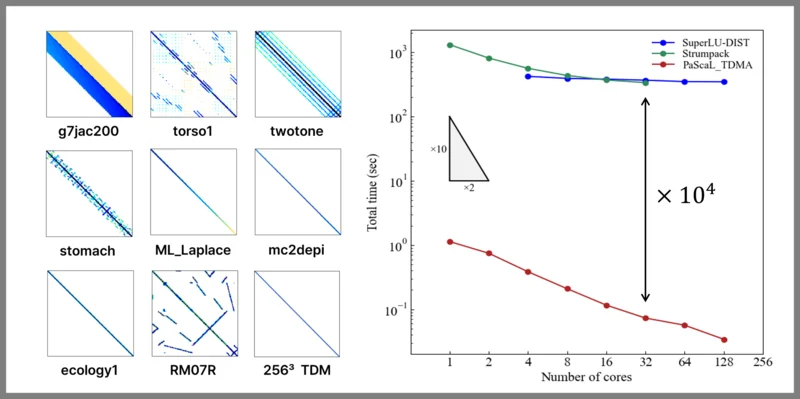 g7jac200
torso1
twotone
stomach
ML_Laplace
mc2depi
ecology1
RM07R
256³ TDM
SuperLU-DIST
Strumpack
PaScaL_TDMA
10³
10²
10¹
10⁰
10⁻¹
Total time (sec)
×10
×2
× 10⁴
1 2 4 8 16 32 64 128 256
Number of cores